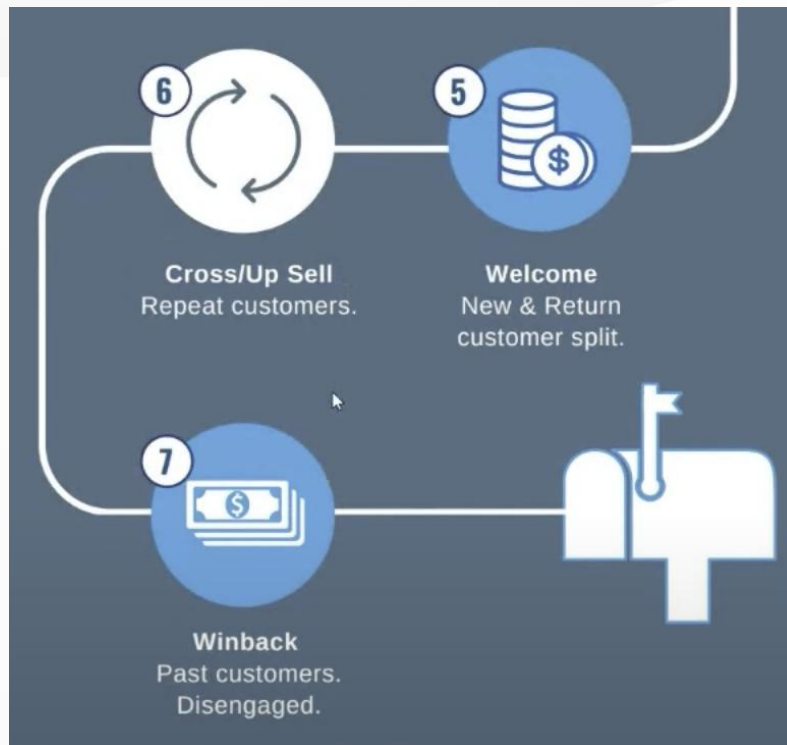 6
Cross/Up Sell
Repeat customers.
5
$
Welcome
New & Return
customer split.
7
$
Winback
Past customers.
Disengaged.